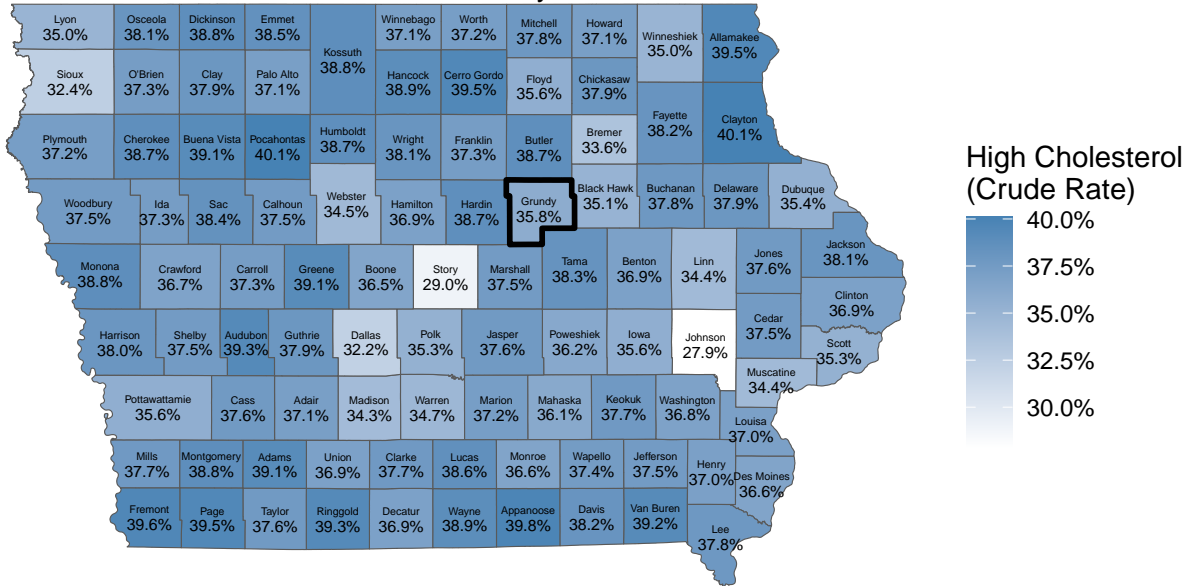 Lyon
35.0%
Osceola
38.1%
Dickinson
38.8%
Emmet
38.5%
Kossuth
38.8%
Winnebago
37.1%
Worth
37.2%
Mitchell
37.8%
Howard
37.1%
Winneshiek
35.0%
Allamakee
39.5%
Sioux
32.4%
O'Brien
37.3%
Clay
37.9%
Palo Alto
37.1%
Hancock
38.9%
Cerro Gordo
39.5%
Floyd
35.6%
Chickasaw
37.9%
Fayette
38.2%
Clayton
40.1%
Plymouth
37.2%
Cherokee
38.7%
Buena Vista
39.1%
Pocahontas
40.1%
Humboldt
38.7%
Wright
38.1%
Franklin
37.3%
Butler
38.7%
Bremer
33.6%
Woodbury
37.5%
Ida
37.3%
Sac
38.4%
Calhoun
37.5%
Webster
34.5%
Hamilton
36.9%
Hardin
38.7%
Grundy
35.8%
Black Hawk
35.1%
Buchanan
37.8%
Delaware
37.9%
Dubuque
35.4%
Monona
38.8%
Crawford
36.7%
Carroll
37.3%
Greene
39.1%
Boone
36.5%
Story
29.0%
Marshall
37.5%
Tama
38.3%
Benton
36.9%
Linn
34.4%
Jones
37.6%
Jackson
38.1%
Clinton
36.9%
Harrison
38.0%
Shelby
37.5%
Audubon
39.3%
Guthrie
37.9%
Dallas
32.2%
Polk
35.3%
Jasper
37.6%
Poweshiek
36.2%
Iowa
35.6%
Johnson
27.9%
Cedar
37.5%
Scott
35.3%
Muscatine
34.4%
Pottawattamie
35.6%
Cass
37.6%
Adair
37.1%
Madison
34.3%
Warren
34.7%
Marion
37.2%
Mahaska
36.1%
Keokuk
37.7%
Washington
36.8%
Louisa
37.0%
Mills
37.7%
Montgomery
38.8%
Adams
39.1%
Union
36.9%
Clarke
37.7%
Lucas
38.6%
Monroe
36.6%
Wapello
37.4%
Jefferson
37.5%
Henry
37.0%
Des Moines
36.6%
Fremont
39.6%
Page
39.5%
Taylor
37.6%
Ringgold
39.3%
Decatur
36.9%
Wayne
38.9%
Appanoose
39.8%
Davis
38.2%
Van Buren
39.2%
Lee
37.8%
High Cholesterol
(Crude Rate)
40.0%
37.5%
35.0%
32.5%
30.0%